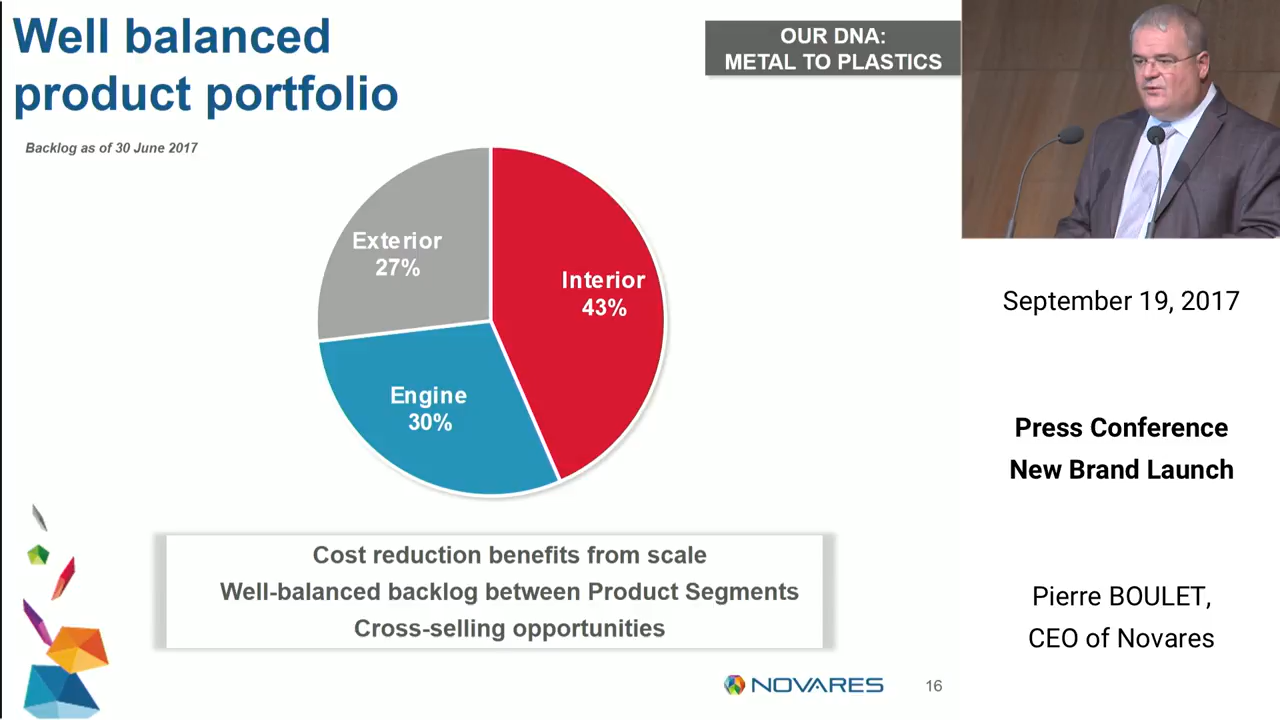 Well balanced
product portfolio
OUR DNA:
METAL TO PLASTICS
Backlog as of 30 June 2017
Exterior
27%
Interior
43%
Engine
30%
Cost reduction benefits from scale
Well-balanced backlog between Product Segments
Cross-selling opportunities
NOVARES
16
September 19, 2017
Press Conference
New Brand Launch
Pierre BOULET,
CEO of Novares